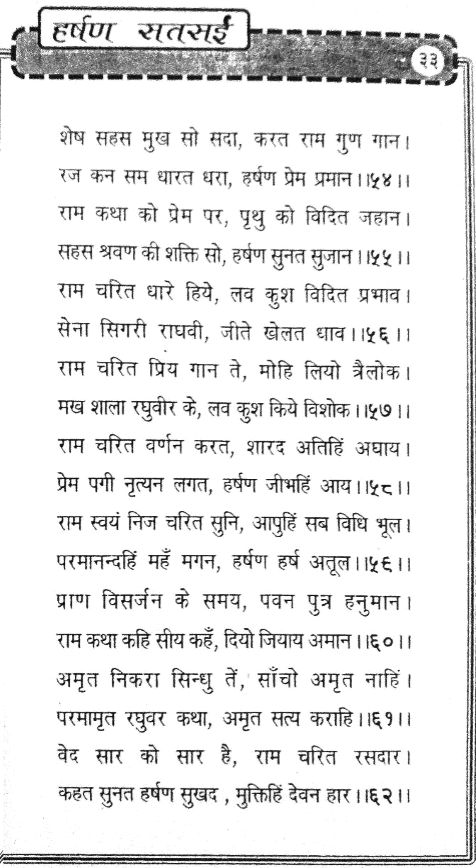 हर्षण सतसई
३३
शेष सहस मुख सो सदा, करत राम गुण गान।
रज कन सम धारत धरा, हर्षण प्रेम प्रमान।।५४।।
राम कथा को प्रेम पर, पृथु को विदित जहान।
सहस श्रवण की शक्ति सो, हर्षण सुनत सुजान।।५५।।
राम चरित धारे हिये, लव कुश विदित प्रभाव।
सेना सिगरी राघवी, जीते खेलत धाव।।५६।।
राम चरित प्रिय गान ते, मोहि लियो त्रैलोक।
मख शाला रघुवीर के, लव कुश किये विशोक।।५७।।
राम चरित वर्णन करत, शारद अतिहिं अघाय।
प्रेम पगी नृत्यन लगत, हर्षण जीभहिं आय।।५८।।
राम स्वयं निज चरित सुनि, आपुहिं सब विधि भूल।
परमानन्दहिं महँ मगन, हर्षण हर्ष अतूल।।५९।।
प्राण विसर्जन के समय, पवन पुत्र हनुमान।
राम कथा कहि सीय कहँ, दियो जियाय अमान।।६०।।
अमृत निकरा सिन्धु तें, साँचो अमृत नाहिं।
परमामृत रघुवर कथा, अमृत सत्य कराहि।।६१।।
वेद सार को सार है, राम चरित रसदार।
कहत सुनत हर्षण सुखद , मुक्तिहिं देवन हार।।६२।।